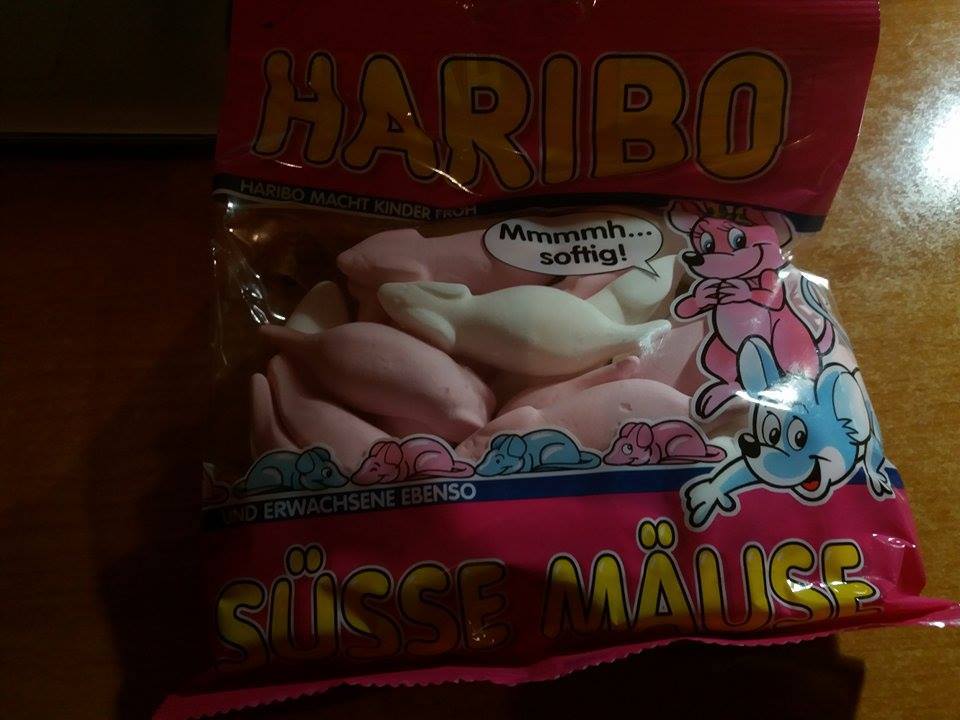 HARIBO
HARIBO MACHT KINDER FROH
Mmmmh...
softig!
UND ERWACHSENE EBENSO
SÜSSE MÄUSE